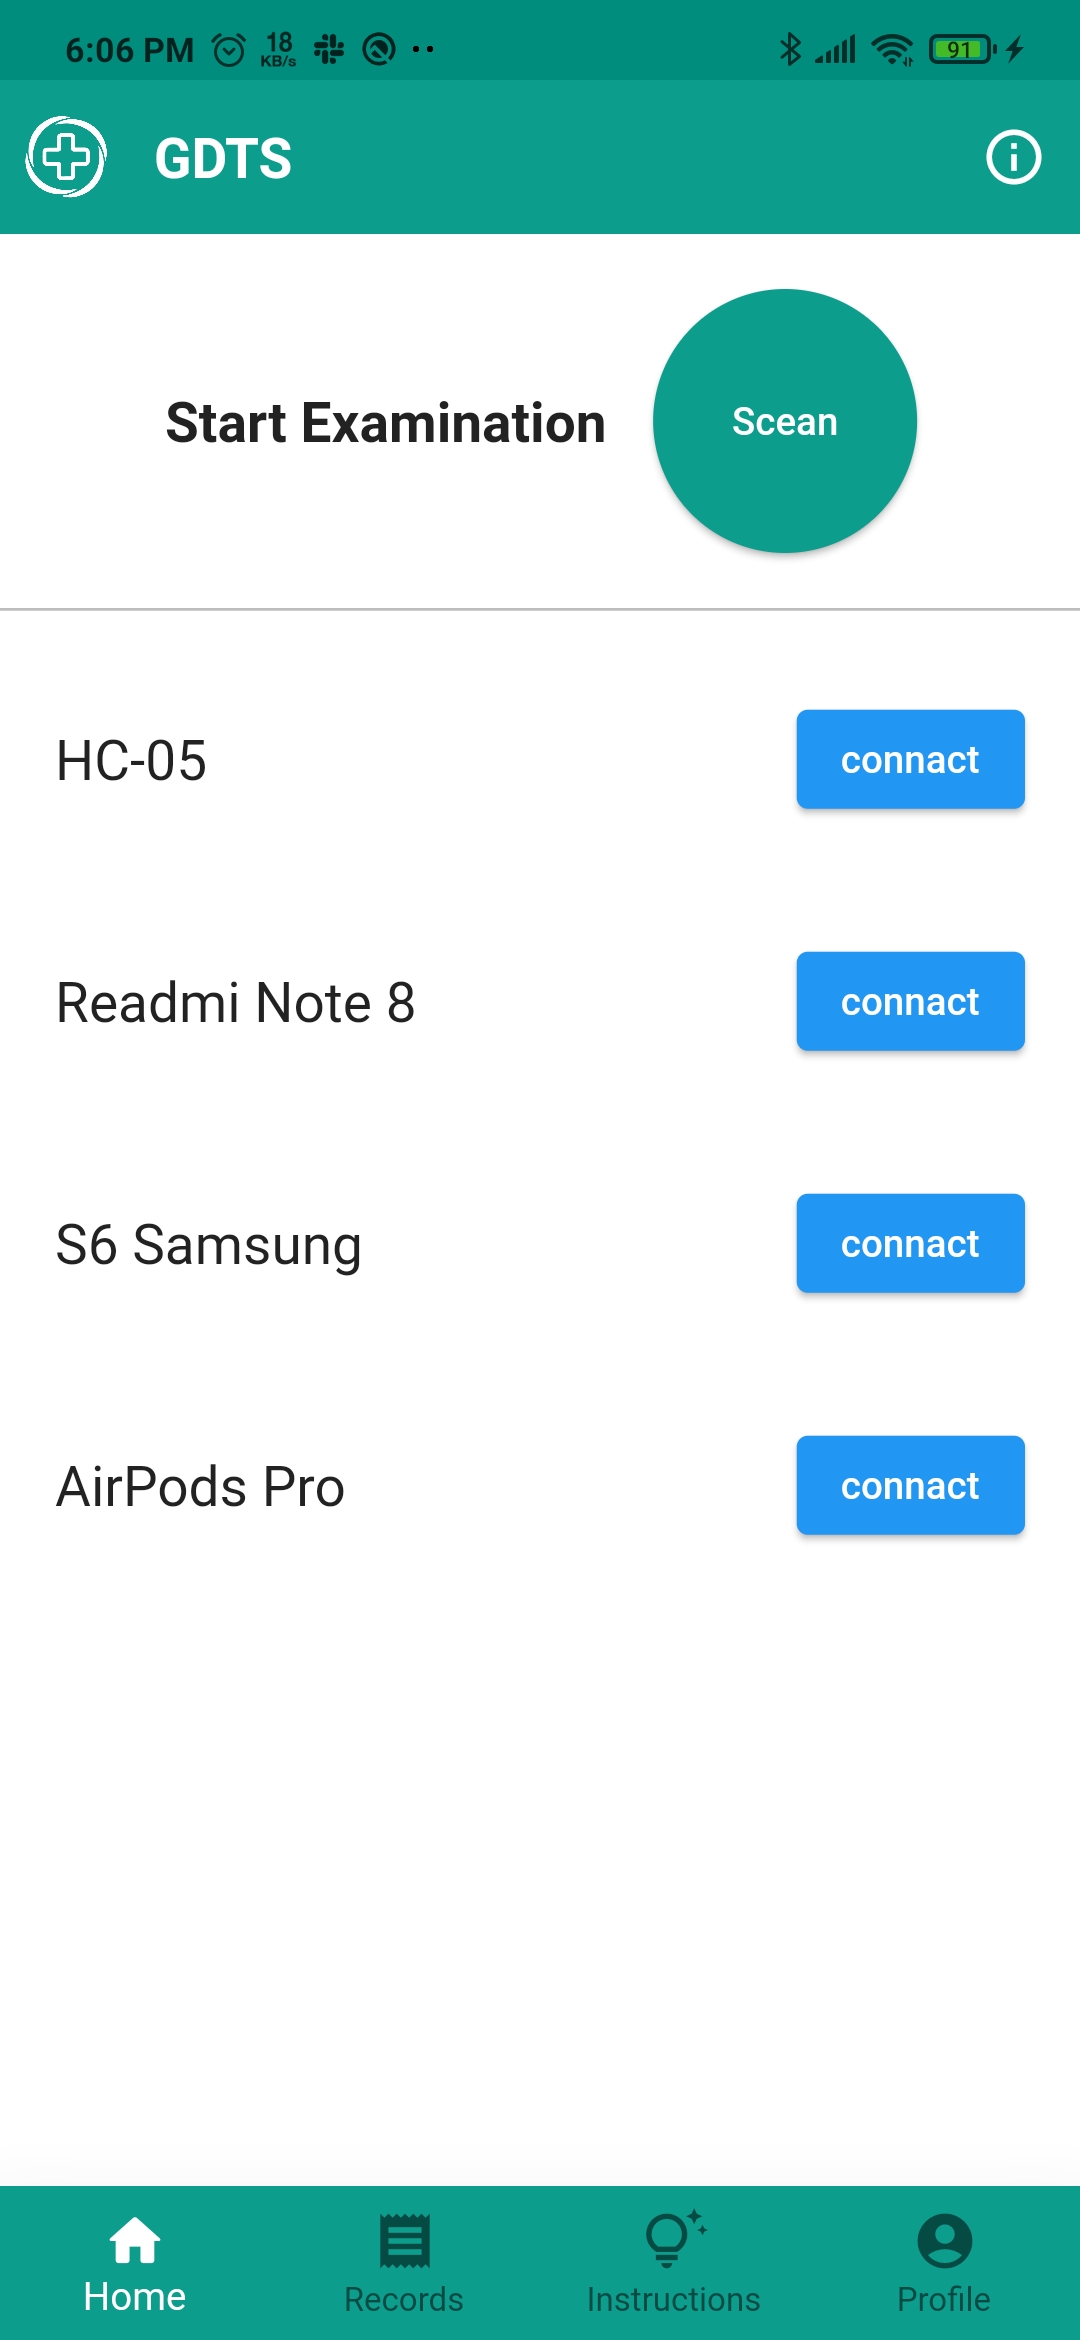 6:06 PM 18 KB/s 91
GDTS
Start Examination Scean
HC-05 connact
Readmi Note 8 connact
S6 Samsung connact
AirPods Pro connact
Home Records Instructions Profile